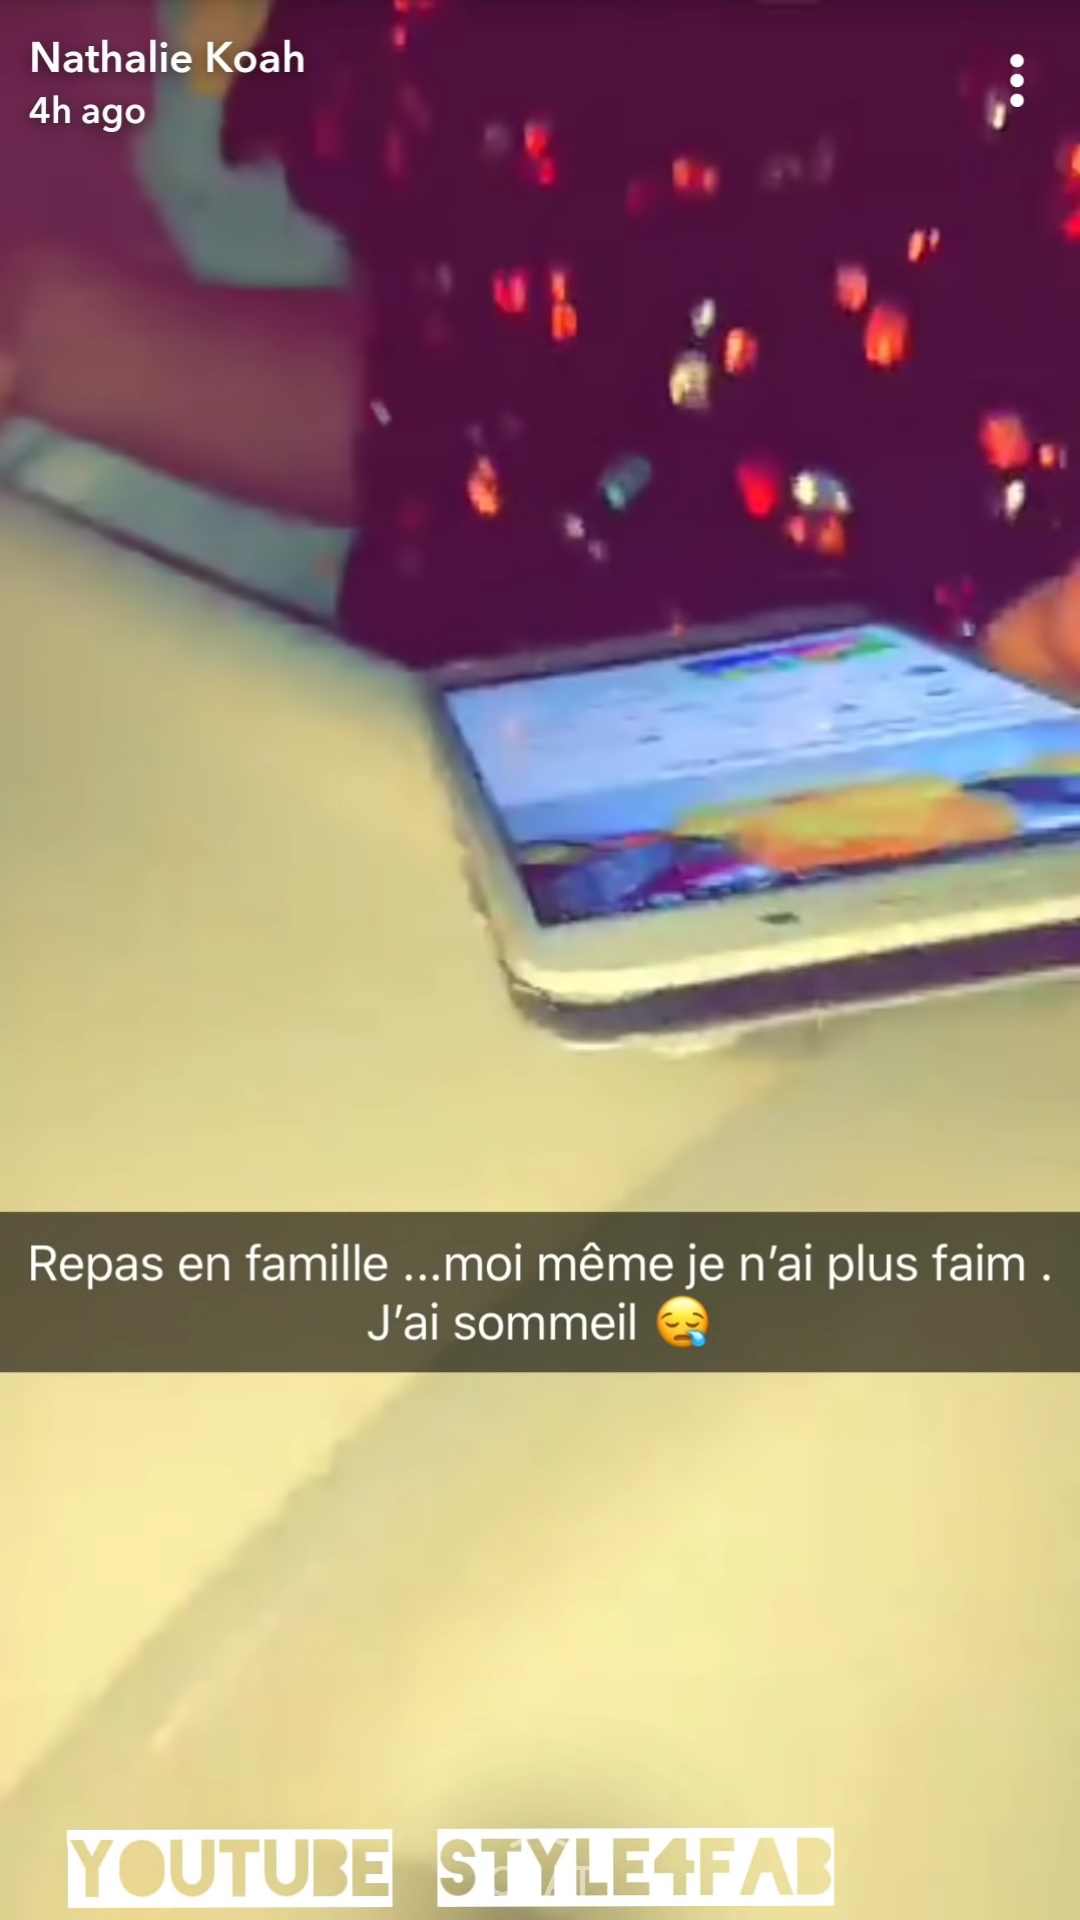 Nathalie Koah
4h ago
Repas en famille ...moi même je n’ai plus faim .
J’ai sommeil 😪
YOUTUBE STYLE4FAB